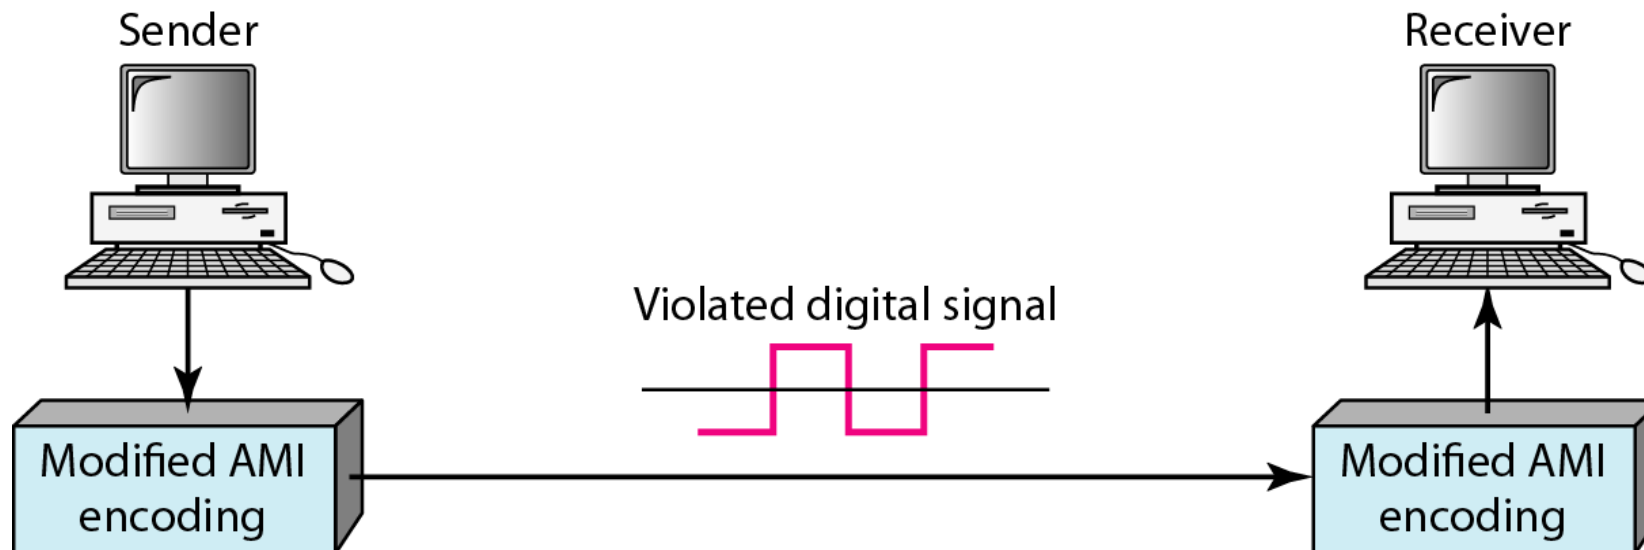 Sender
Receiver
Violated digital signal
Modified AMI
encoding
Modified AMI
encoding